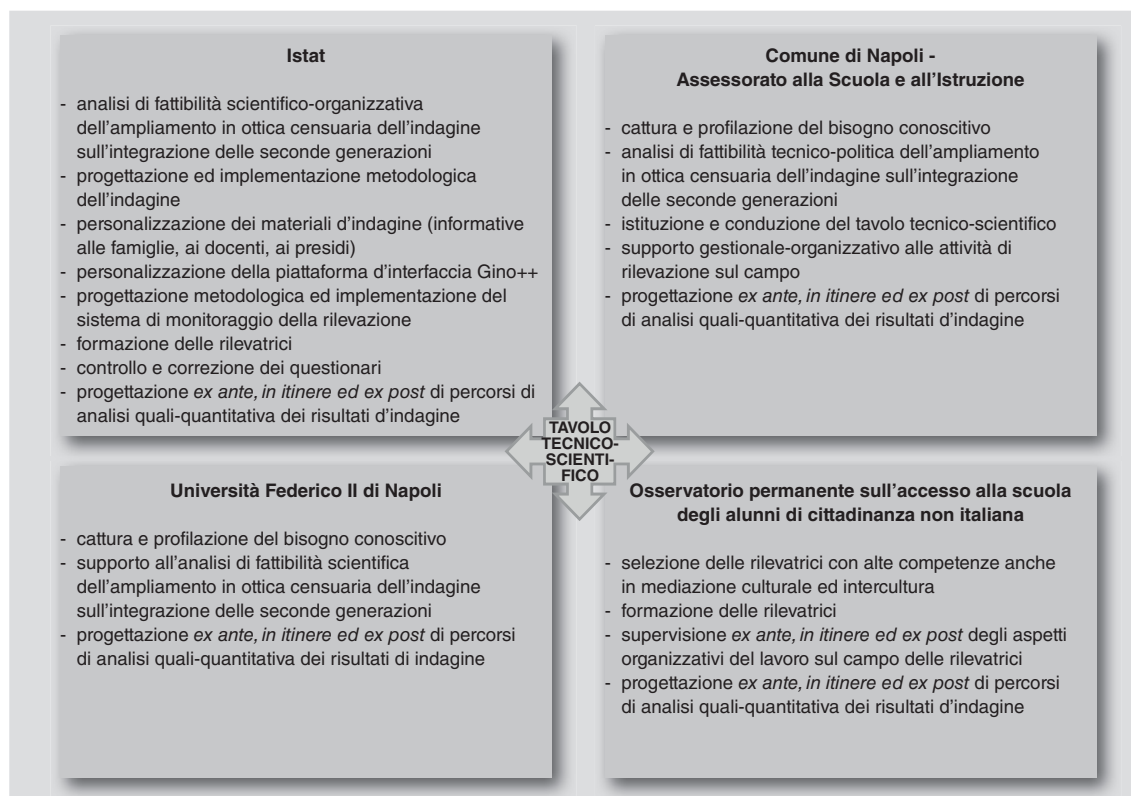 Istat
- analisi di fattibilità scientifico-organizzativa
dell'ampliamento in ottica censuaria dell'indagine
sull'integrazione delle seconde generazioni
- progettazione ed implementazione metodologica
dell'indagine
- personalizzazione dei materiali d'indagine (informative
alle famiglie, ai docenti, ai presidi)
- personalizzazione della piattaforma d'interfaccia Gino++
- progettazione metodologica ed implementazione del
sistema di monitoraggio della rilevazione
- formazione delle rilevatrici
- controllo e correzione dei questionari
- progettazione ex ante, in itinere ed ex post di percorsi di
analisi quali-quantitativa dei risultati d'indagine
Comune di Napoli -
Assessorato alla Scuola e all'Istruzione
- cattura e profilazione del bisogno conoscitivo
- analisi di fattibilità tecnico-politica dell'ampliamento
in ottica censuaria dell'indagine sull'integrazione
delle seconde generazioni
- istituzione e conduzione del tavolo tecnico-scientifico
- supporto gestionale-organizzativo alle attività di
rilevazione sul campo
- progettazione ex ante, in itinere ed ex post di percorsi
di analisi quali-quantitativa dei risultati d'indagine
TAVOLO
TECNICO-
SCIENTI-
FICO
Università Federico II di Napoli
- cattura e profilazione del bisogno conoscitivo
- supporto all'analisi di fattibilità scientifica
dell'ampliamento in ottica censuaria dell'indagine
sull'integrazione delle seconde generazioni
- progettazione ex ante, in itinere ed ex post di percorsi
di analisi quali-quantitativa dei risultati di indagine
Osservatorio permanente sull'accesso alla scuola
degli alunni di cittadinanza non italiana
- selezione delle rilevatrici con alte competenze anche
in mediazione culturale ed intercultura
- formazione delle rilevatrici
- supervisione ex ante, in itinere ed ex post degli aspetti
organizzativi del lavoro sul campo delle rilevatrici
- progettazione ex ante, in itinere ed ex post di percorsi
di analisi quali-quantitativa dei risultati d'indagine